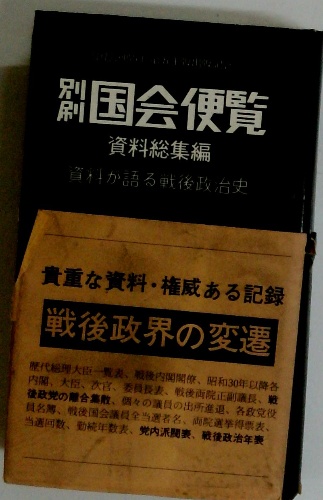 別刷 国会便覧
資料総集編
資料が語る戦後政治史
貴重な資料・権威ある記録
戦後政界の変遷
歴代総理大臣一覧表、戦後内閣閣僚、昭和30年以降各
内閣、大臣、次官、委員長表、戦後両院正副議長、戦
後政党の離合集散、個々の議員の出所進退、各政党役
員名簿、戦後国会議員全当選者名、両院選挙得票表、
当選回数、勤続年数表、党内派閥表、戦後政治年表